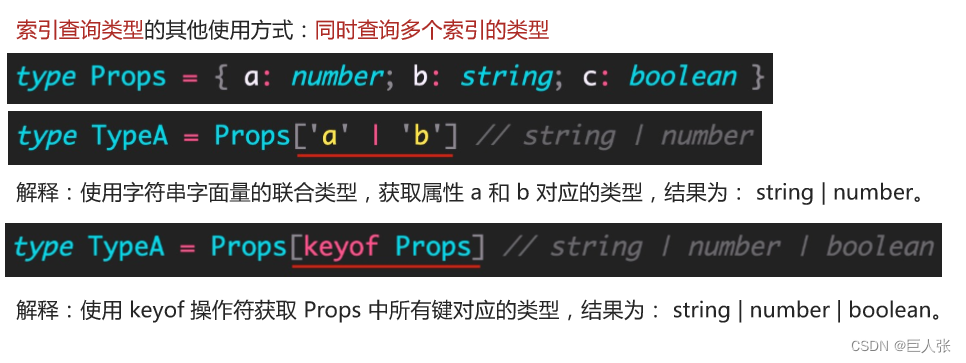 索引查询类型的其他使用方式：同时查询多个索引的类型
type Props = { a: number; b: string; c: boolean }
type TypeA = Props['a' | 'b'] // string | number
解释：使用字符串字面量的联合类型，获取属性 a 和 b 对应的类型，结果为： string | number。
type TypeA = Props[keyof Props] // string | number | boolean
解释：使用 keyof 操作符获取 Props 中所有键对应的类型，结果为： string | number | boolean。
CSDN @巨人张